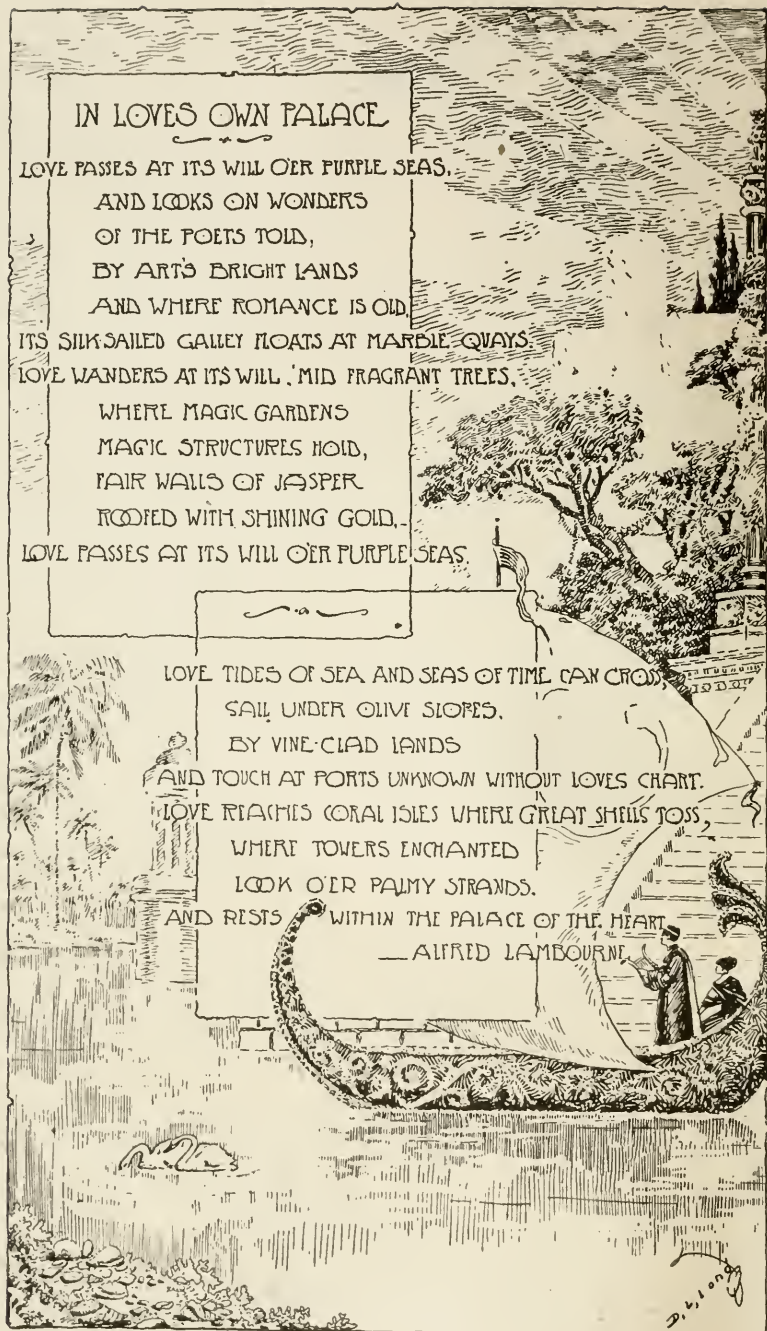 IN LOVES OWN PALACE
LOVE PASSES AT ITS WILL O'ER PURPLE SEAS,
AND LOOKS ON WONDERS
OF THE POETS TOLD,
BY ART'S BRIGHT LANDS
AND WHERE ROMANCE IS OLD,
ITS SILK-SAILED GALLEY FLOATS AT MARBLE QUAYS.
LOVE WANDERS AT ITS WILL, 'MID FRAGRANT TREES,
WHERE MAGIC GARDENS
MAGIC STRUCTURES HOLD,
FAIR WALLS OF JASPER
ROOFED WITH SHINING GOLD,-
LOVE PASSES AT ITS WILL O'ER PURPLE SEAS.
LOVE TIDES OF SEA AND SEAS OF TIME CAN CROSS,
SAIL UNDER OLIVE SLOPES,
BY VINE-CLAD LANDS
AND TOUCH AT PORTS UNKNOWN WITHOUT LOVES CHART.
LOVE REACHES CORAL ISLES WHERE GREAT SHELLS TOSS,
WHERE TOWERS ENCHANTED
LOOK O'ER PALMY STRANDS.
AND RESTS WITHIN THE PALACE OF THE HEART
—ALFRED LAMBOURNE.